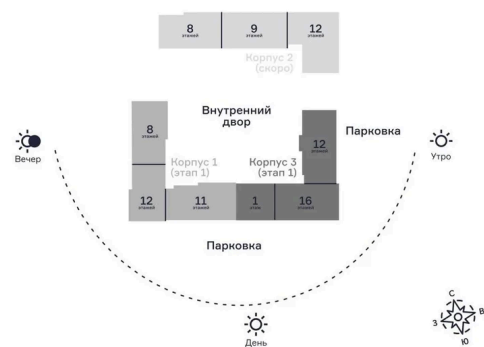 8
этажей
9
этажей
12
этажей
Корпус 2
(скоро)
Внутренний
двор
8
этажей
12
этажей
Парковка
Вечер
Утро
Корпус 1
(этап 1)
Корпус 3
(этап 1)
12
этажей
11
этажей
1
этаж
16
этажей
Парковка
День
С
В
З
Ю